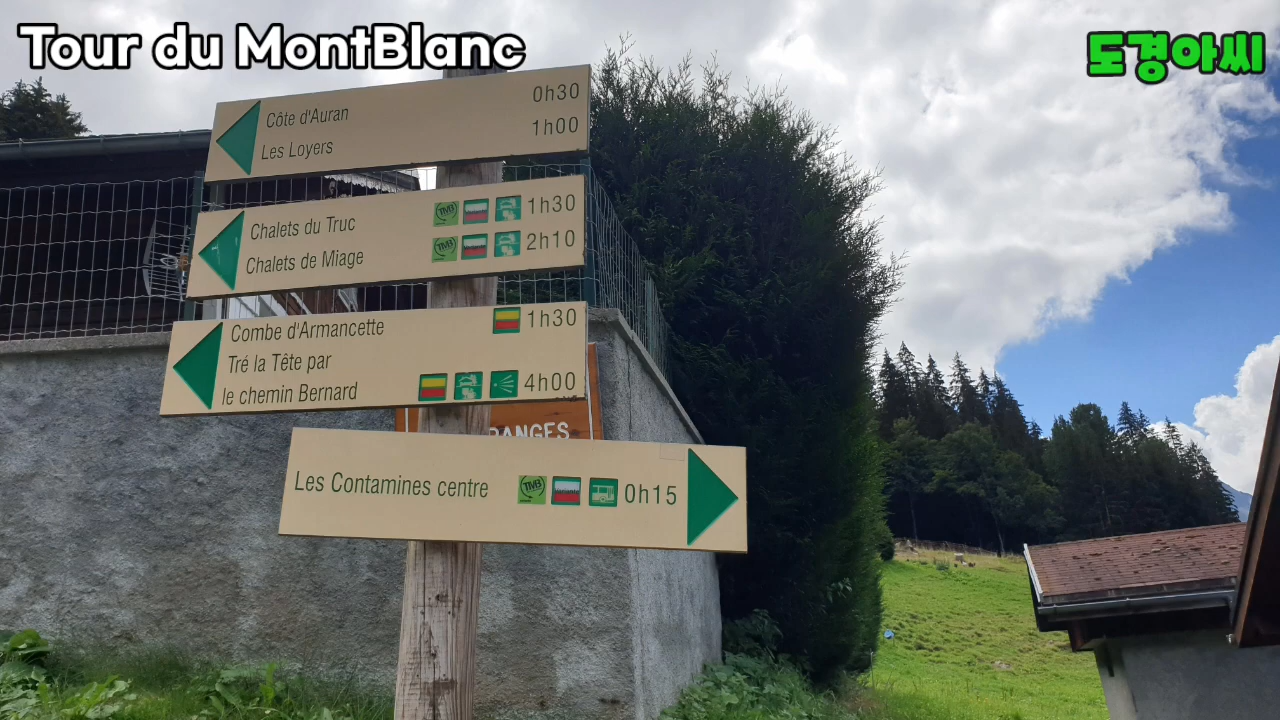 Tour du MontBlanc
도경아씨
Côte d'Auran 0h30
Les Loyers 1h00
Chalets du Truc TMB 1h30
Chalets de Miage TMB 2h10
Combe d'Armancette 1h30
Tré la Tête par
le chemin Bernard 4h00
Les Contamines centre TMB 0h15